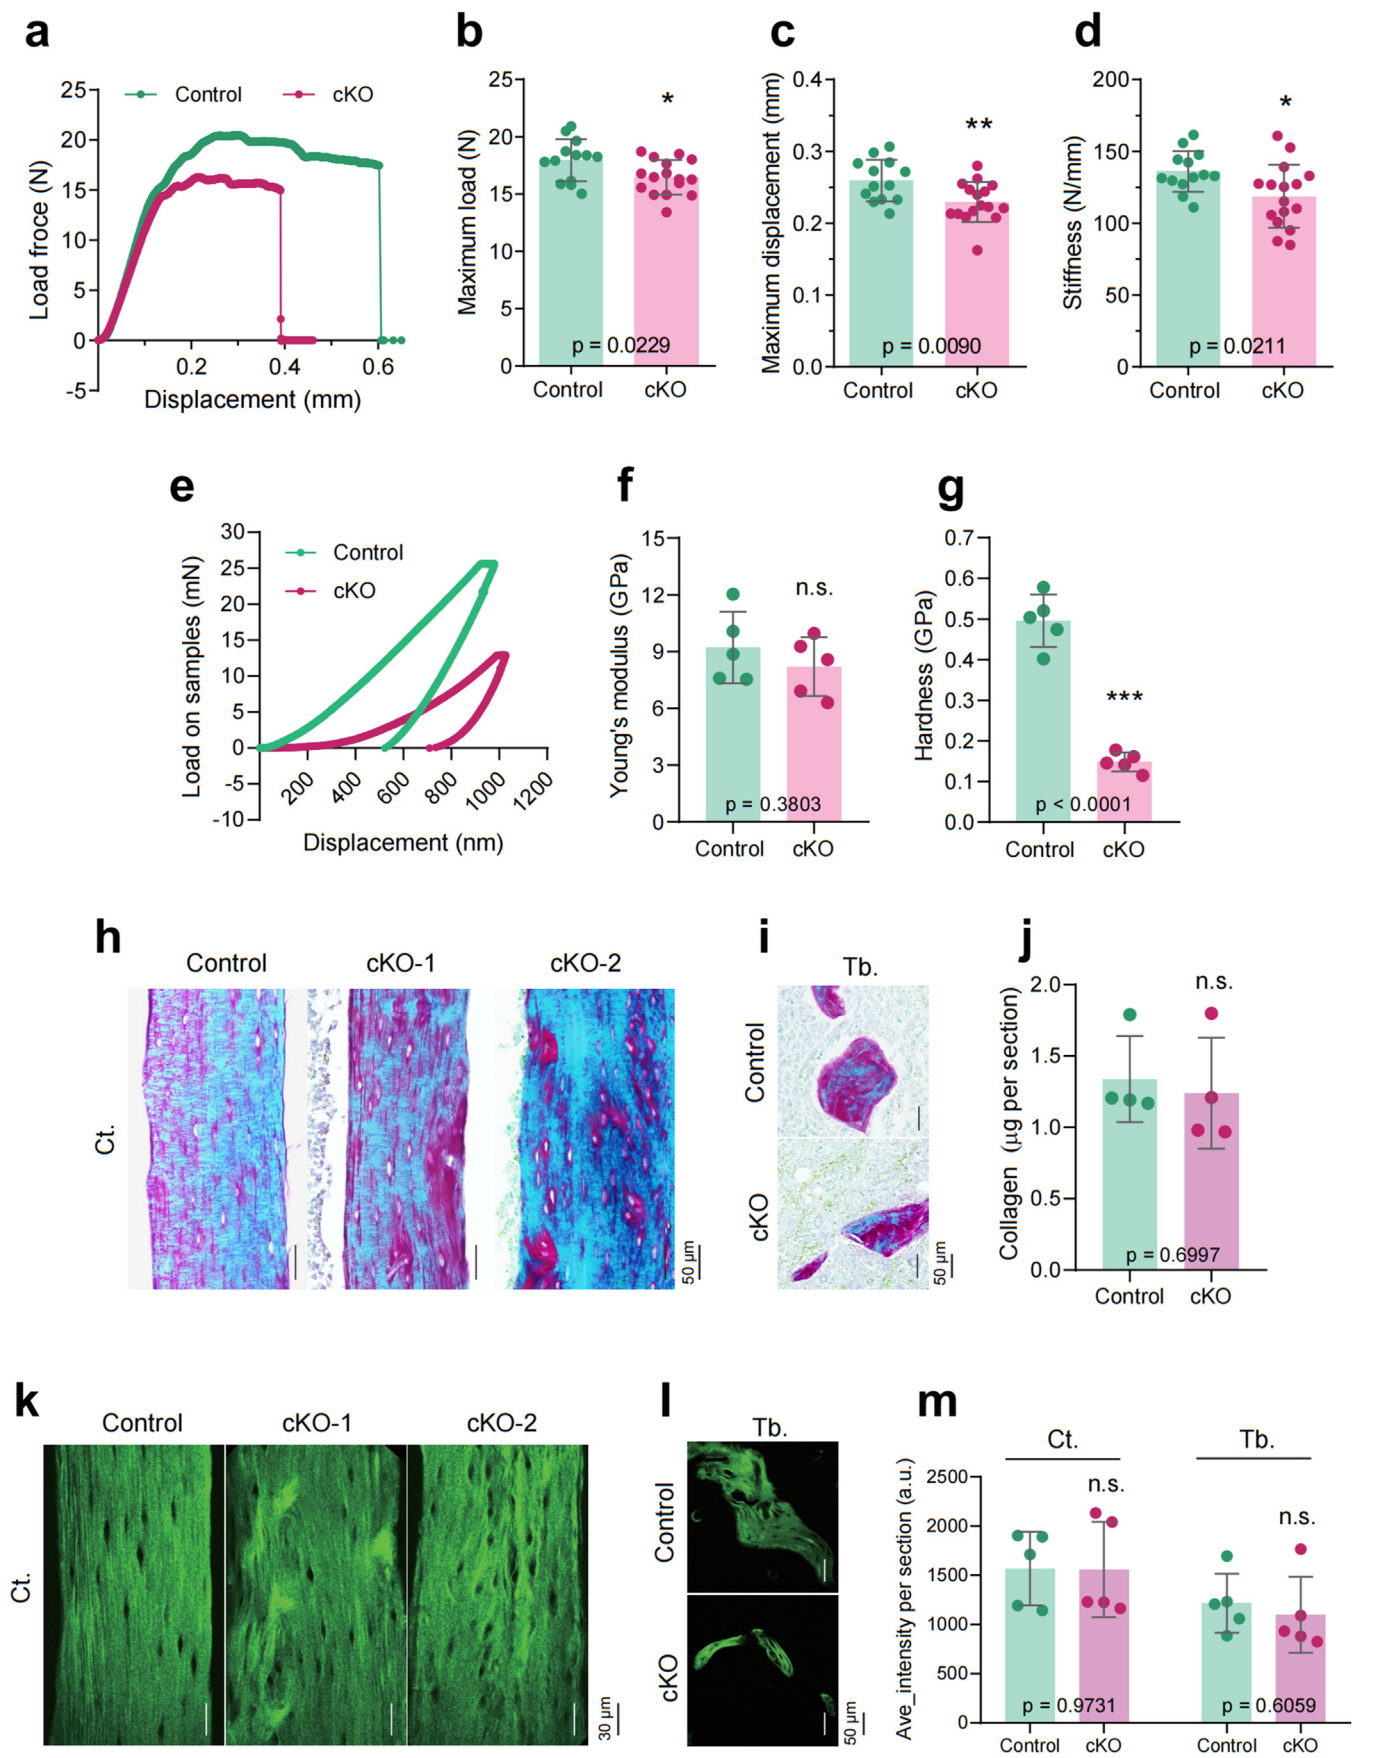 a
Control
cKO
25
20
15
10
5
0
-5
0.2
0.4
0.6
Load froce (N)
Displacement (mm)
b
25
20
15
10
5
0
Maximum load (N)
*
p = 0.0229
Control
cKO
c
0.4
0.3
0.2
0.1
0.0
Maximum displacement (mm)
**
p = 0.0090
Control
cKO
d
200
150
100
50
0
Stiffness (N/mm)
*
p = 0.0211
Control
cKO
e
Control
cKO
30
25
20
15
10
5
0
-5
-10
200
400
600
800
1000
1200
Load on samples (mN)
Displacement (nm)
f
15
12
9
6
3
0
Young's modulus (GPa)
n.s.
p = 0.3803
Control
cKO
g
0.7
0.6
0.5
0.4
0.3
0.2
0.1
0.0
Hardness (GPa)
***
p < 0.0001
Control
cKO
h
Control
cKO-1
cKO-2
Ct.
50 µm
i
Tb.
Control
cKO
50 µm
j
2.0
1.5
1.0
0.5
0.0
Collagen (µg per section)
n.s.
p = 0.6997
Control
cKO
k
Control
cKO-1
cKO-2
Ct.
30 µm
l
Tb.
Control
cKO
50 µm
m
Ct.
Tb.
2500
2000
1500
1000
500
0
Ave_intensity per section (a.u.)
n.s.
n.s.
p = 0.9731
p = 0.6059
Control
cKO
Control
cKO